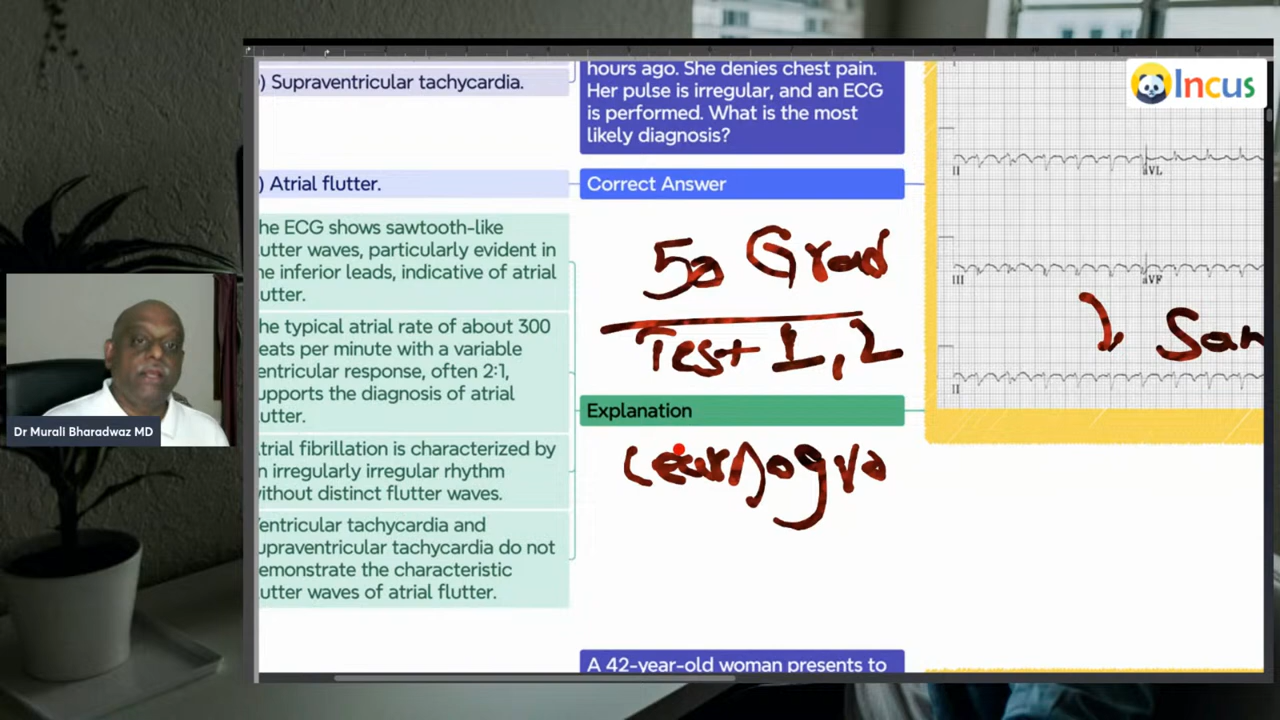 ) Supraventricular tachycardia.
hours ago. She denies chest pain.
Her pulse is irregular, and an ECG
is performed. What is the most
likely diagnosis?
Incus
II
aVL
) Atrial flutter.
Correct Answer
he ECG shows sawtooth-like
utter waves, particularly evident in
he inferior leads, indicative of atrial
utter.
50 Grad
Test 1, 2
III
aVF
San
he typical atrial rate of about 300
eats per minute with a variable
entricular response, often 2:1,
upports the diagnosis of atrial
utter.
II
Explanation
trial fibrillation is characterized by
n irregularly irregular rhythm
ithout distinct flutter waves.
entricular tachycardia and
upraventricular tachycardia do not
emonstrate the characteristic
utter waves of atrial flutter.
Dr Murali Bharadwaz MD
A 42-year-old woman presents to